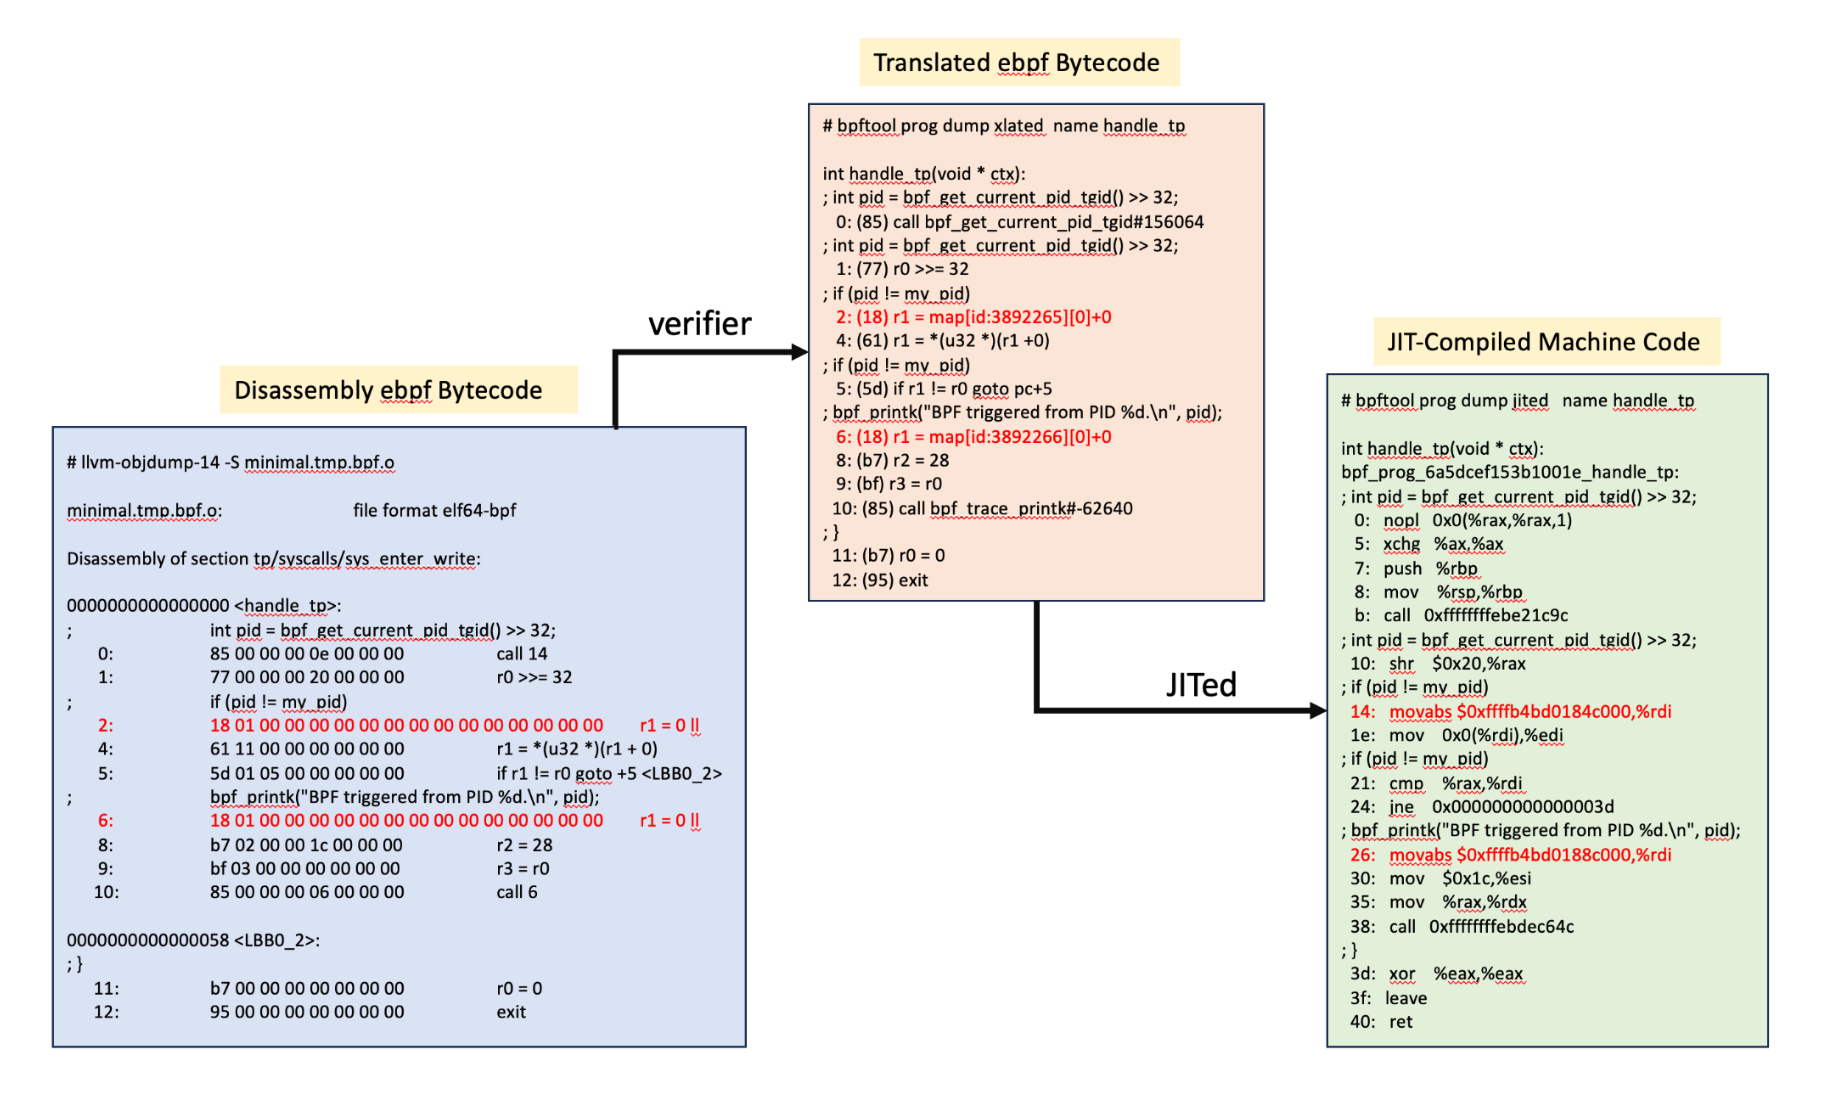 Translated ebpf Bytecode
# bpftool prog dump xlated name handle_tp
int handle_tp(void * ctx):
; int pid = bpf_get_current_pid_tgid() >> 32;
0: (85) call bpf_get_current_pid_tgid#156064
; int pid = bpf_get_current_pid_tgid() >> 32;
1: (77) r0 >>= 32
; if (pid != my_pid)
2: (18) r1 = map[id:3892265][0]+0
4: (61) r1 = *(u32 *)(r1 +0)
; if (pid != my_pid)
5: (5d) if r1 != r0 goto pc+5
; bpf_printk("BPF triggered from PID %d.\n", pid);
6: (18) r1 = map[id:3892266][0]+0
8: (b7) r2 = 28
9: (bf) r3 = r0
10: (85) call bpf_trace_printk#-62640
; }
11: (b7) r0 = 0
12: (95) exit
verifier
Disassembly ebpf Bytecode
# llvm-objdump-14 -S minimal.tmp.bpf.o
minimal.tmp.bpf.o: file format elf64-bpf
Disassembly of section tp/syscalls/sys_enter_write:
0000000000000000 <handle_tp>:
; int pid = bpf_get_current_pid_tgid() >> 32;
0: 85 00 00 00 0e 00 00 00 call 14
1: 77 00 00 00 20 00 00 00 r0 >>= 32
; if (pid != my_pid)
2: 18 01 00 00 00 00 00 00 00 00 00 00 00 00 00 00 r1 = 0 ll
4: 61 11 00 00 00 00 00 00 r1 = *(u32 *)(r1 + 0)
5: 5d 01 05 00 00 00 00 00 if r1 != r0 goto +5 <LBB0_2>
; bpf_printk("BPF triggered from PID %d.\n", pid);
6: 18 01 00 00 00 00 00 00 00 00 00 00 00 00 00 00 r1 = 0 ll
8: b7 02 00 00 1c 00 00 00 r2 = 28
9: bf 03 00 00 00 00 00 00 r3 = r0
10: 85 00 00 00 06 00 00 00 call 6
0000000000000058 <LBB0_2>:
; }
11: b7 00 00 00 00 00 00 00 r0 = 0
12: 95 00 00 00 00 00 00 00 exit
JITed
JIT-Compiled Machine Code
# bpftool prog dump jited name handle_tp
int handle_tp(void * ctx):
bpf_prog_6a5dcef153b1001e_handle_tp:
; int pid = bpf_get_current_pid_tgid() >> 32;
0: nopl 0x0(%rax,%rax,1)
5: xchg %ax,%ax
7: push %rbp
8: mov %rsp,%rbp
b: call 0xffffffffebe21c9c
; int pid = bpf_get_current_pid_tgid() >> 32;
10: shr $0x20,%rax
; if (pid != my_pid)
14: movabs $0xffffb4bd0184c000,%rdi
1e: mov 0x0(%rdi),%edi
; if (pid != my_pid)
21: cmp %rax,%rdi
24: jne 0x000000000000003d
; bpf_printk("BPF triggered from PID %d.\n", pid);
26: movabs $0xffffb4bd0188c000,%rdi
30: mov $0x1c,%esi
35: mov %rax,%rdx
38: call 0xffffffffebdec64c
; }
3d: xor %eax,%eax
3f: leave
40: ret